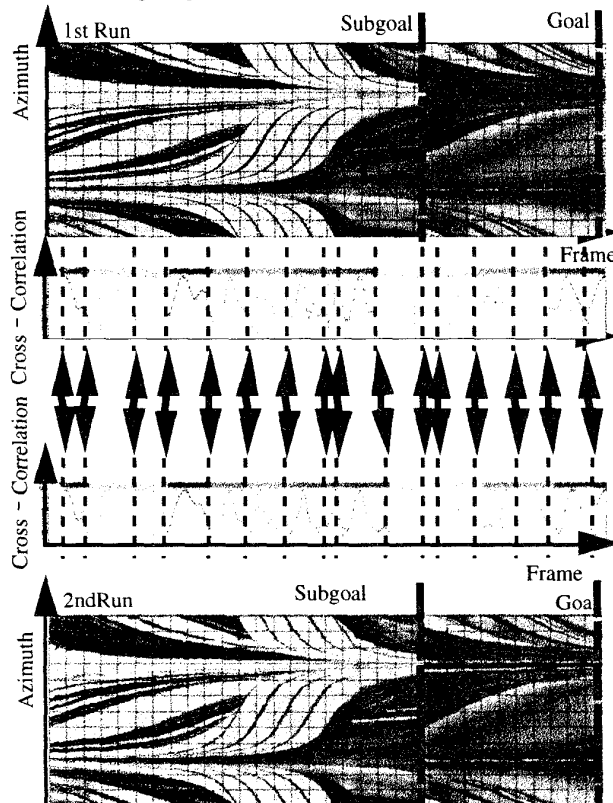 Subgoal
Goal
1st Run
Azimuth
Frame
Cross - Correlation
Cross - Correlation
Frame
Subgoal
Goal
2ndRun
Azimuth